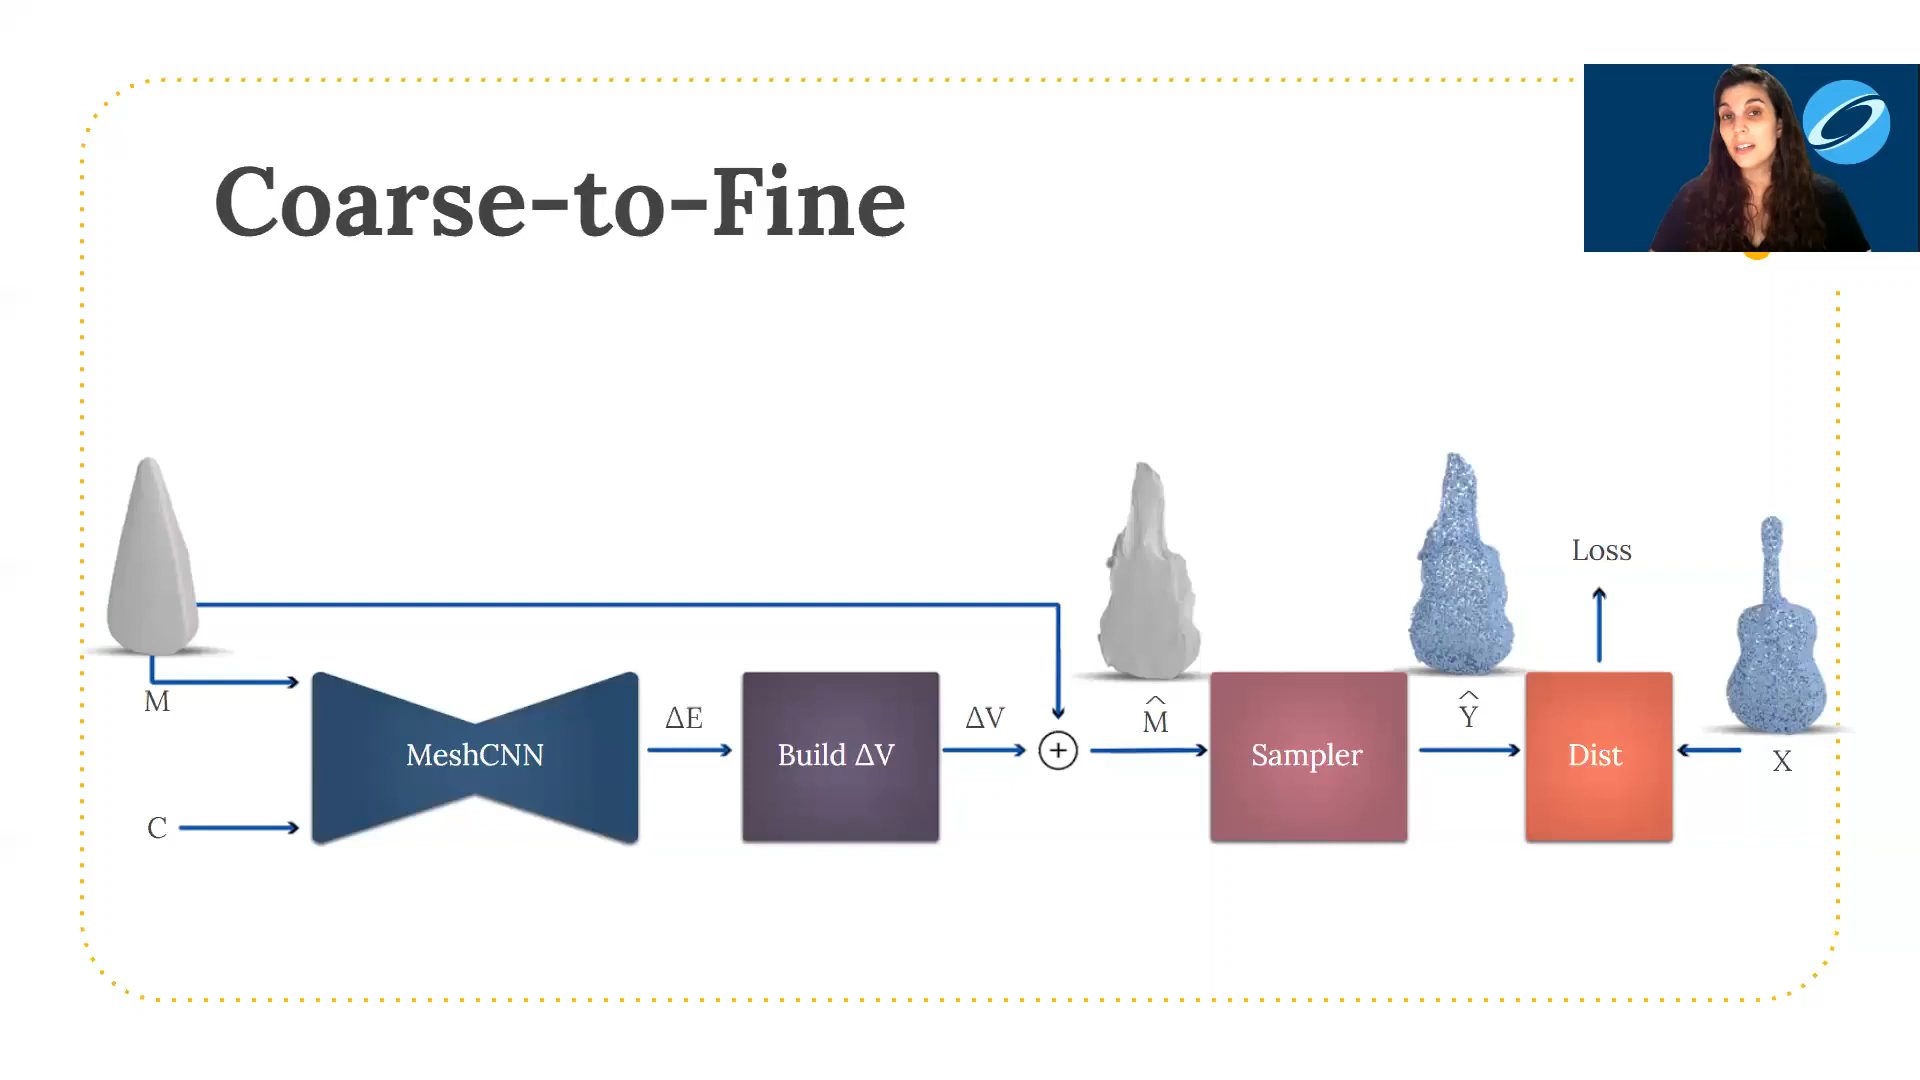 Coarse-to-Fine
Loss
M
ΔE
ΔV
M̂
Ŷ
MeshCNN
Build ΔV
+
Sampler
Dist
X
C